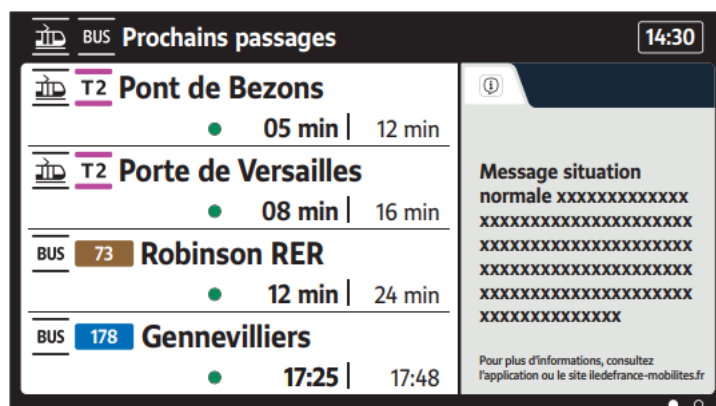 BUS Prochains passages 14:30
T2 Pont de Bezons
05 min 12 min
T2 Porte de Versailles
08 min 16 min
BUS 73 Robinson RER
12 min 24 min
BUS 178 Gennevilliers
17:25 17:48
Message situation
normale xxxxxxxxxxxxx
xxxxxxxxxxxxxxxxxxxxx
xxxxxxxxxxxxxxxxxxxxx
xxxxxxxxxxxxxxxxxxxxx
xxxxxxxxxxxxxxxxxxxxx
xxxxxxxxxxxxxx
Pour plus d'informations, consultez
l'application ou le site iledefrance-mobilites.fr